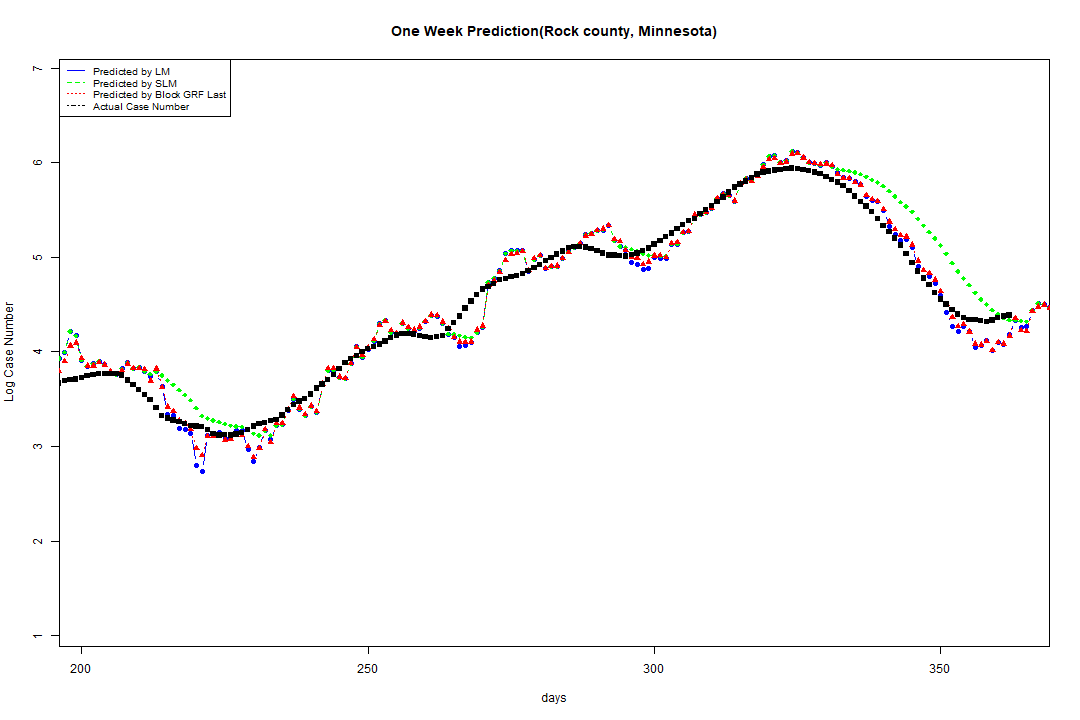 One Week Prediction(Rock county, Minnesota)
Predicted by LM
Predicted by SLM
Predicted by Block GRF Last
Actual Case Number
7
6
5
4
3
2
1
Log Case Number
200
250
300
350
days